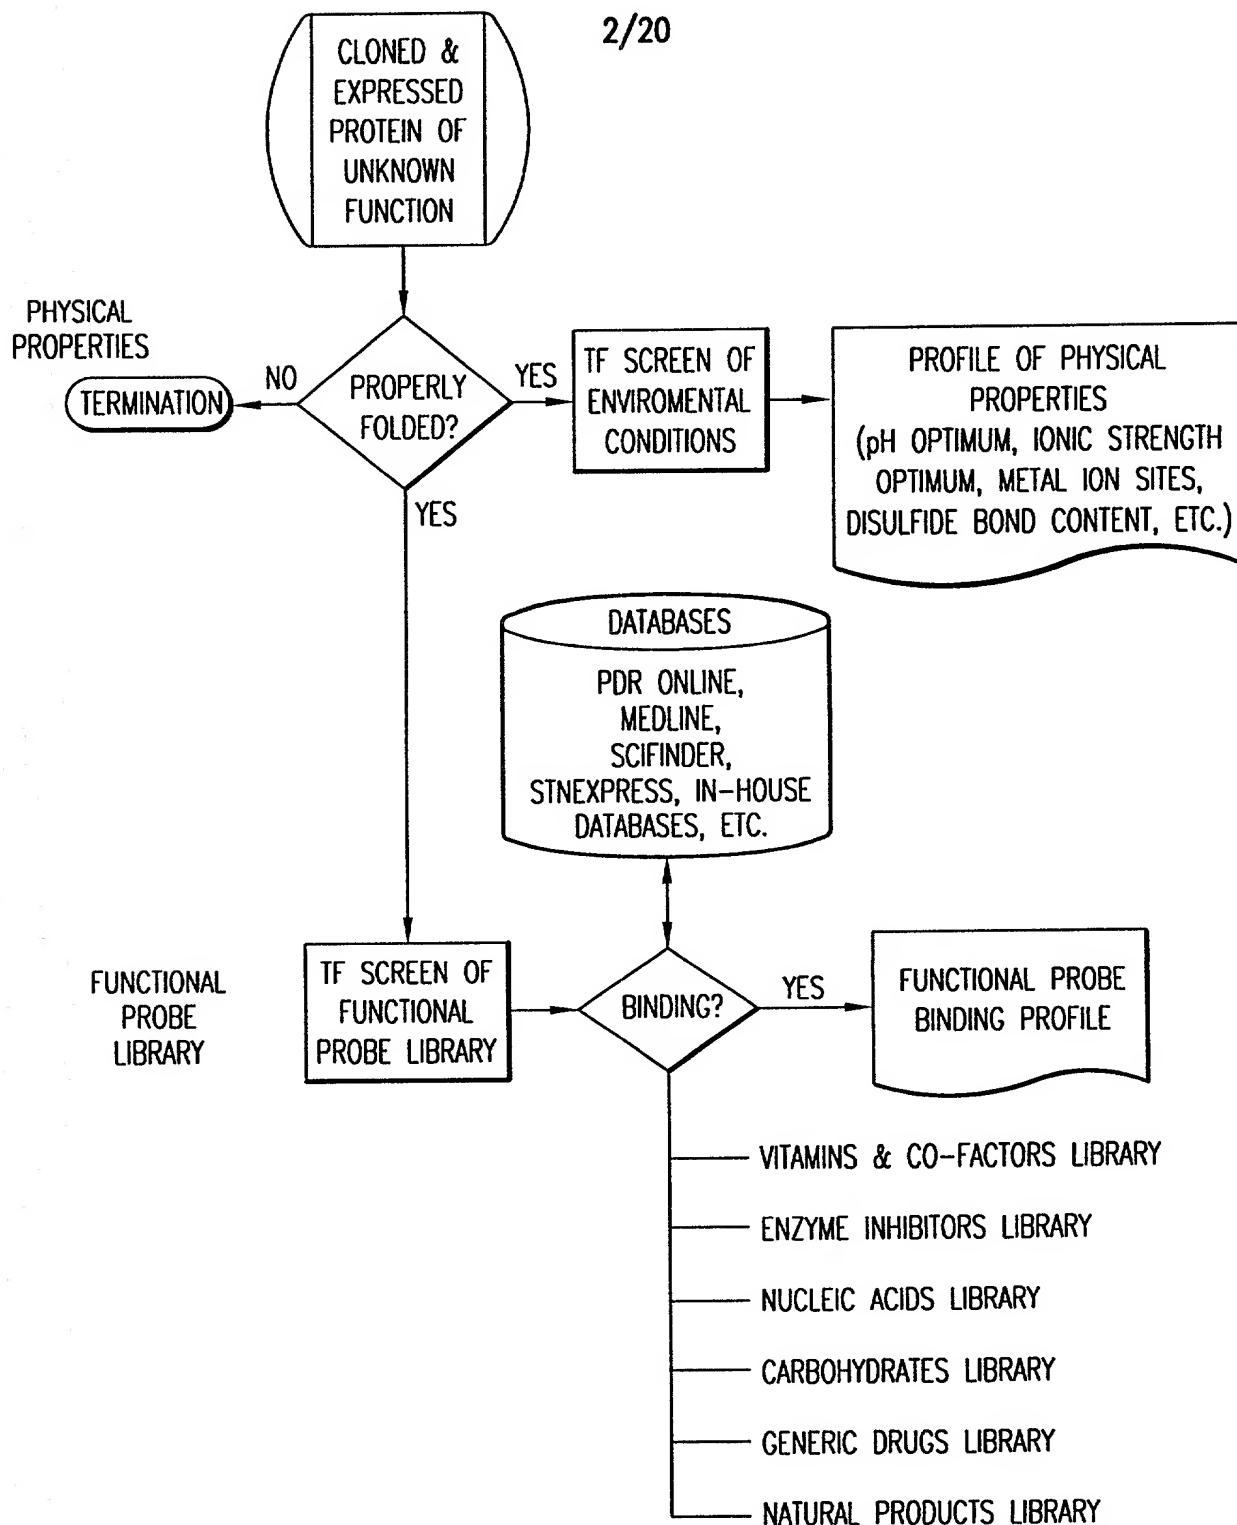 2/20
CLONED &
EXPRESSED
PROTEIN OF
UNKNOWN
FUNCTION
PHYSICAL
PROPERTIES
TERMINATION
NO
PROPERLY
FOLDED?
YES
YES
TF SCREEN OF
ENVIROMENTAL
CONDITIONS
PROFILE OF PHYSICAL
PROPERTIES
(pH OPTIMUM, IONIC STRENGTH
OPTIMUM, METAL ION SITES,
DISULFIDE BOND CONTENT, ETC.)
DATABASES
PDR ONLINE,
MEDLINE,
SCIFINDER,
STNEXPRESS, IN-HOUSE
DATABASES, ETC.
FUNCTIONAL
PROBE
LIBRARY
TF SCREEN OF
FUNCTIONAL
PROBE LIBRARY
BINDING?
YES
FUNCTIONAL PROBE
BINDING PROFILE
VITAMINS & CO-FACTORS LIBRARY
ENZYME INHIBITORS LIBRARY
NUCLEIC ACIDS LIBRARY
CARBOHYDRATES LIBRARY
GENERIC DRUGS LIBRARY
NATURAL PRODUCTS LIBRARY